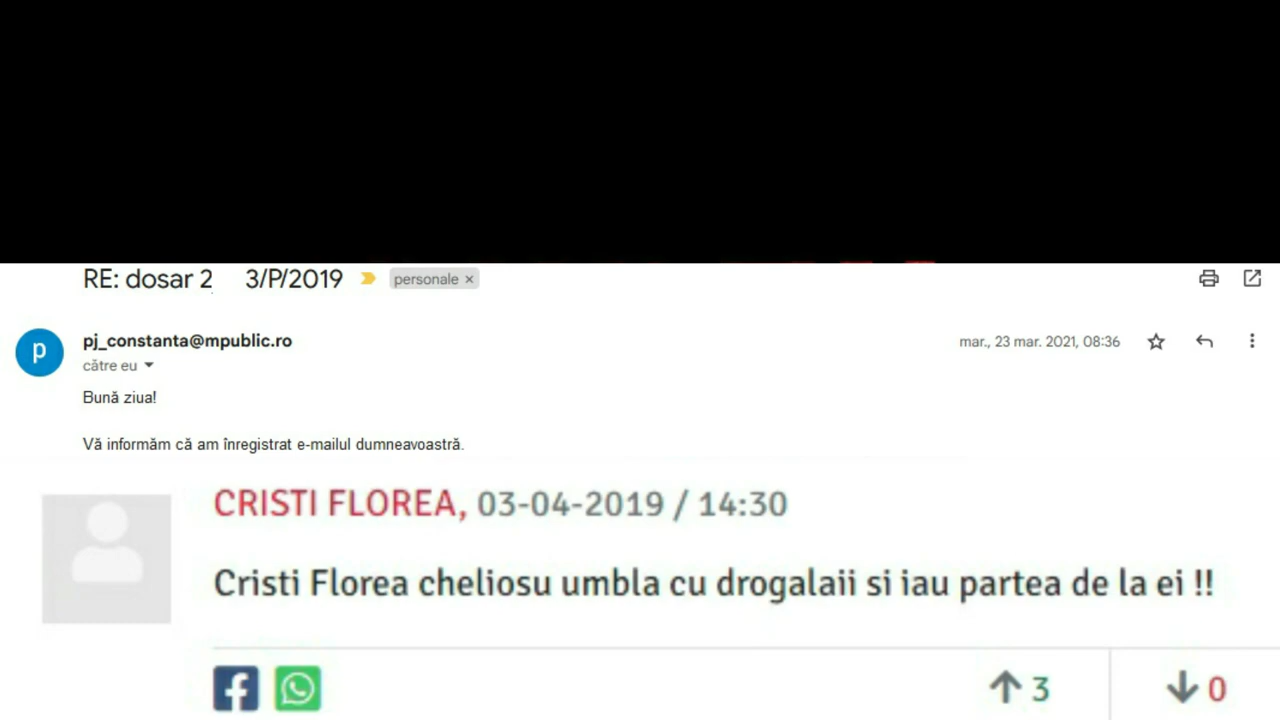 RE: dosar 2 3/P/2019 personale ×
p
pj_constanta@mpublic.ro mar., 23 mar. 2021, 08:36
către eu
Bună ziua!
Vă informăm că am înregistrat e-mailul dumneavoastră.
CRISTI FLOREA, 03-04-2019 / 14:30
Cristi Florea cheliosu umbla cu drogalaii si iau partea de la ei !!
3 0